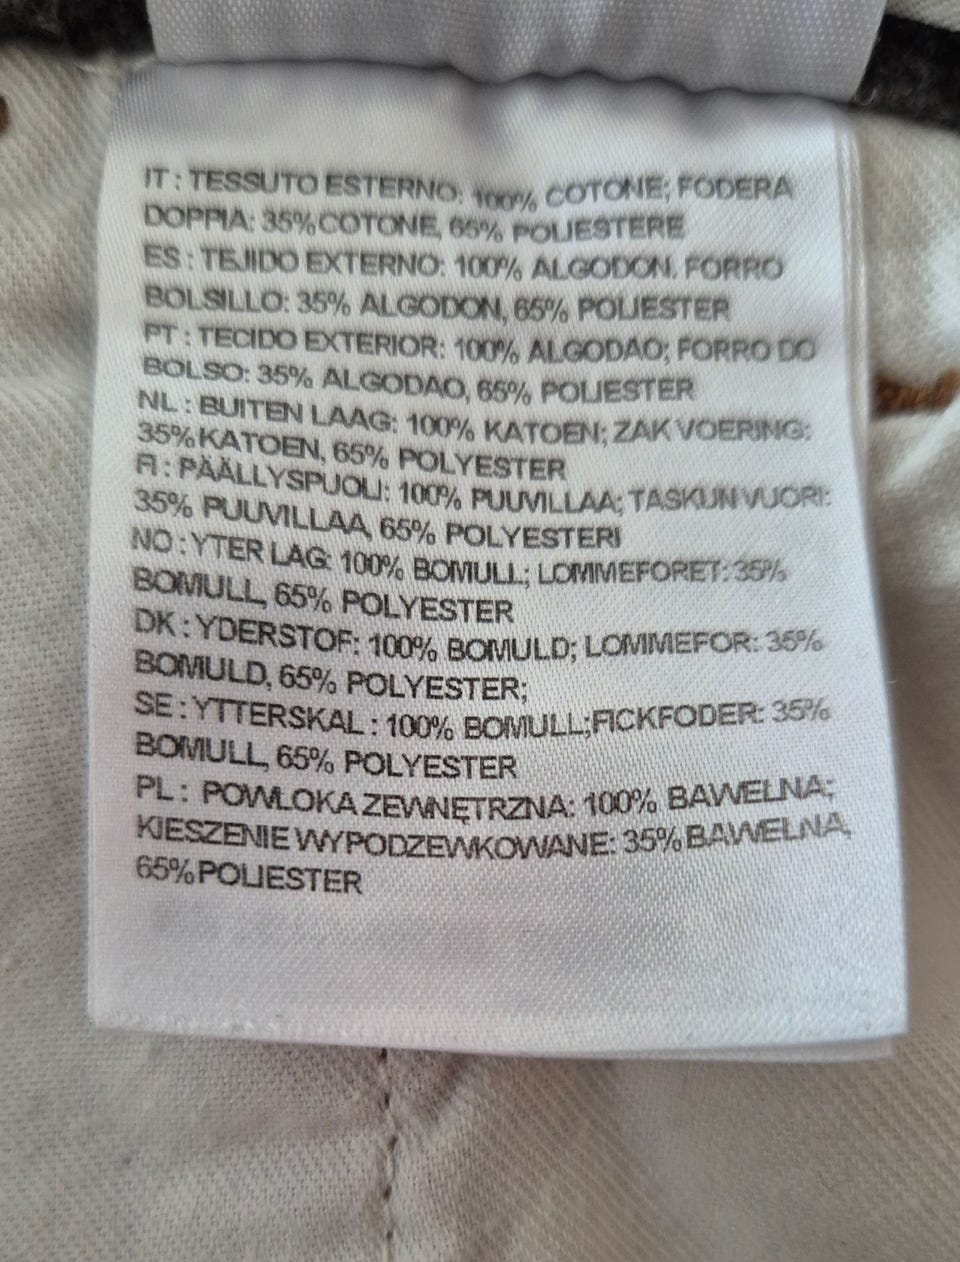 IT : TESSUTO ESTERNO: 100% COTONE; FODERA
DOPPIA: 35% COTONE, 65% POLIESTERE
ES : TEJIDO EXTERNO: 100% ALGODON. FORRO
BOLSILLO: 35% ALGODON, 65% POLIESTER
PT : TECIDO EXTERIOR: 100% ALGODAO; FORRO DO
BOLSO: 35% ALGODAO, 65% POLIESTER
NL : BUITEN LAAG: 100% KATOEN; ZAK VOERING:
35% KATOEN, 65% POLYESTER
FI : PÄÄLLYSPUOLI: 100% PUUVILLAA; TASKUNVUORI:
35% PUUVILLAA, 65% POLYESTERI
NO : YTER LAG: 100% BOMULL; LOMMEFORET: 35%
BOMULL, 65% POLYESTER
DK : YDERSTOF: 100% BOMULD; LOMMEFOR: 35%
BOMULD, 65% POLYESTER;
SE : YTTERSKAL : 100% BOMULL;FICKFODER: 35%
BOMULL, 65% POLYESTER
PL : POWLOKA ZEWNĘTRZNA: 100% BAWELNA;
KIESZENIE WYPODZEWKOWANE: 35% BAWELNA,
65% POLIESTER